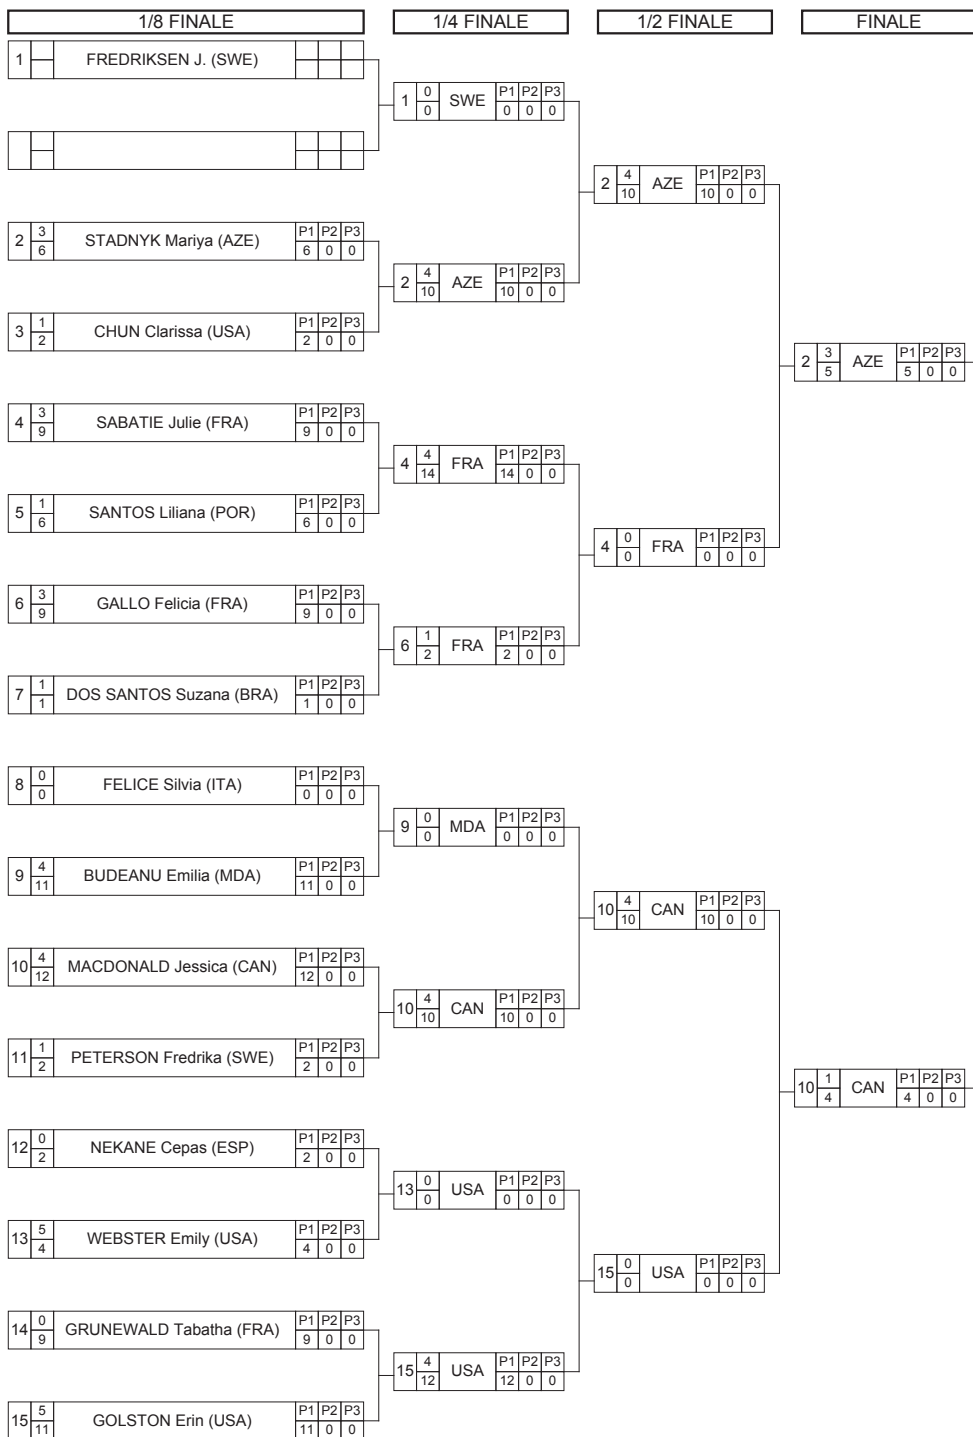 1/8 FINALE 1/4 FINALE 1/2 FINALE FINALE
1 FREDRIKSEN J. (SWE)
1 0 0 SWE P1 P2 P3 0 0 0
2 4 10 AZE P1 P2 P3 10 0 0
2 3 6 STADNYK Mariya (AZE) P1 P2 P3 6 0 0
2 4 10 AZE P1 P2 P3 10 0 0
3 1 2 CHUN Clarissa (USA) P1 P2 P3 2 0 0
2 3 5 AZE P1 P2 P3 5 0 0
4 3 9 SABATIE Julie (FRA) P1 P2 P3 9 0 0
4 4 14 FRA P1 P2 P3 14 0 0
5 1 6 SANTOS Liliana (POR) P1 P2 P3 6 0 0
4 0 0 FRA P1 P2 P3 0 0 0
6 3 9 GALLO Felicia (FRA) P1 P2 P3 9 0 0
6 1 2 FRA P1 P2 P3 2 0 0
7 1 1 DOS SANTOS Suzana (BRA) P1 P2 P3 1 0 0
8 0 0 FELICE Silvia (ITA) P1 P2 P3 0 0 0
9 0 0 MDA P1 P2 P3 0 0 0
9 4 11 BUDEANU Emilia (MDA) P1 P2 P3 11 0 0
10 4 10 CAN P1 P2 P3 10 0 0
10 4 12 MACDONALD Jessica (CAN) P1 P2 P3 12 0 0
10 4 10 CAN P1 P2 P3 10 0 0
11 1 2 PETERSON Fredrika (SWE) P1 P2 P3 2 0 0
10 1 4 CAN P1 P2 P3 4 0 0
12 0 2 NEKANE Cepas (ESP) P1 P2 P3 2 0 0
13 0 0 USA P1 P2 P3 0 0 0
13 5 4 WEBSTER Emily (USA) P1 P2 P3 4 0 0
15 0 0 USA P1 P2 P3 0 0 0
14 0 9 GRUNEWALD Tabatha (FRA) P1 P2 P3 9 0 0
15 4 12 USA P1 P2 P3 12 0 0
15 5 11 GOLSTON Erin (USA) P1 P2 P3 11 0 0